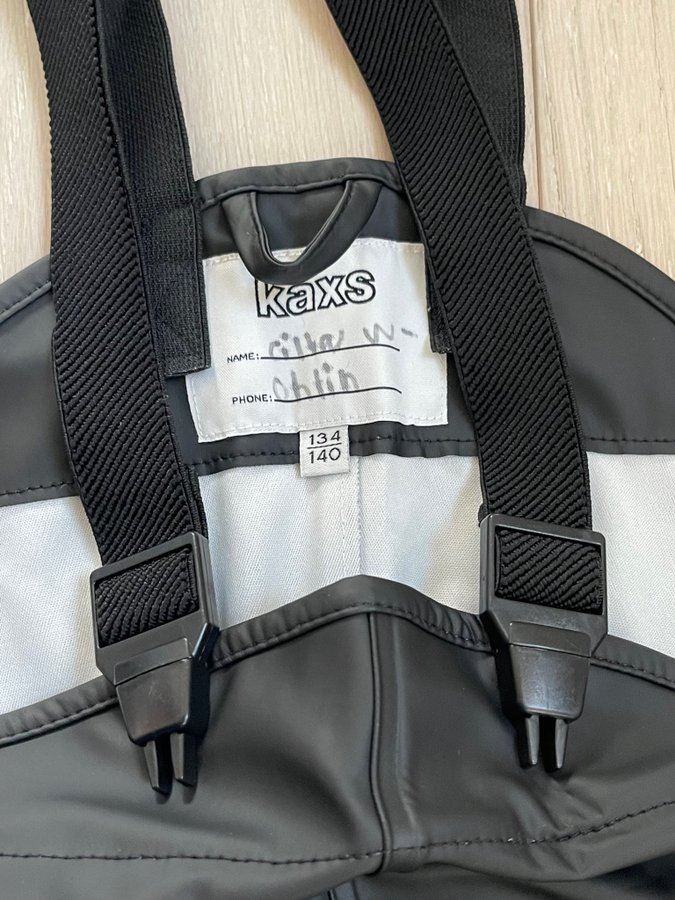 kaxs
NAME: W-
PHONE: Ohlin
134
140